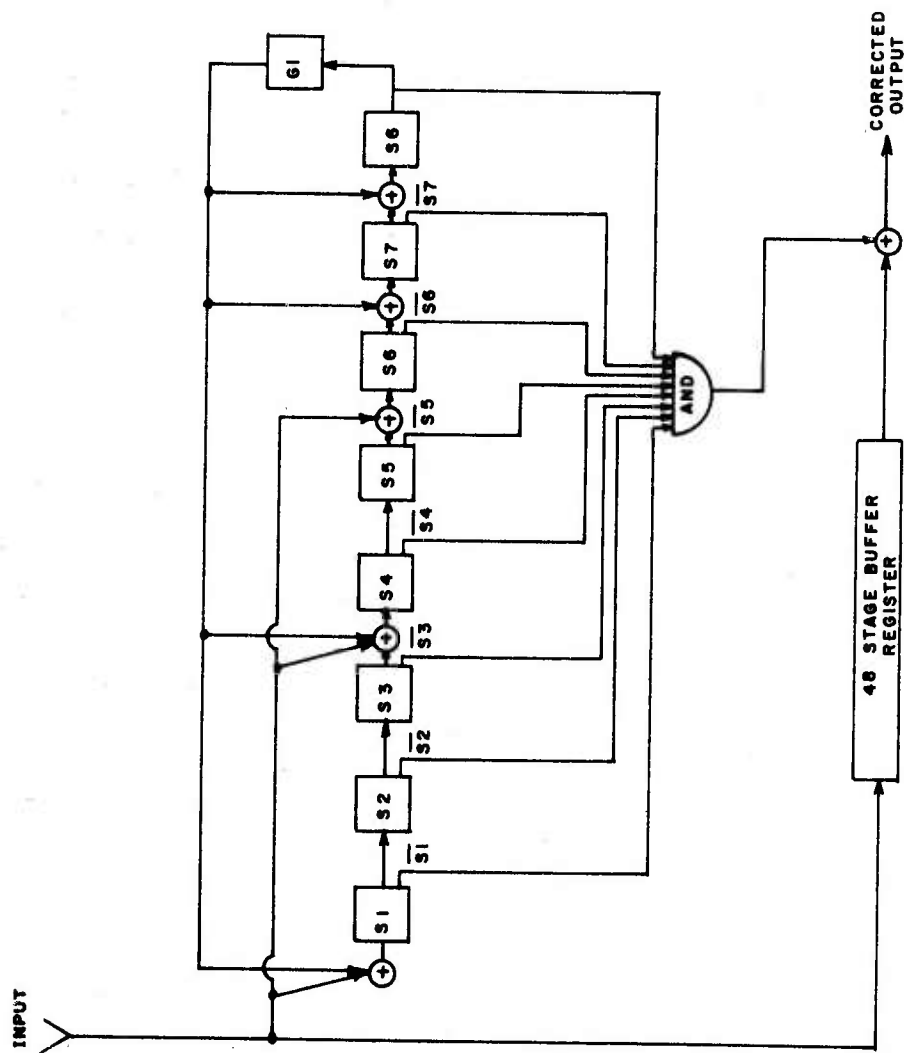 INPUT
G1
S1
S2
S3
S4
S5
S6
S7
S6
S1
S2
S3
S4
S5
S6
S7
AND
48 STAGE BUFFER
REGISTER
CORRECTED
OUTPUT